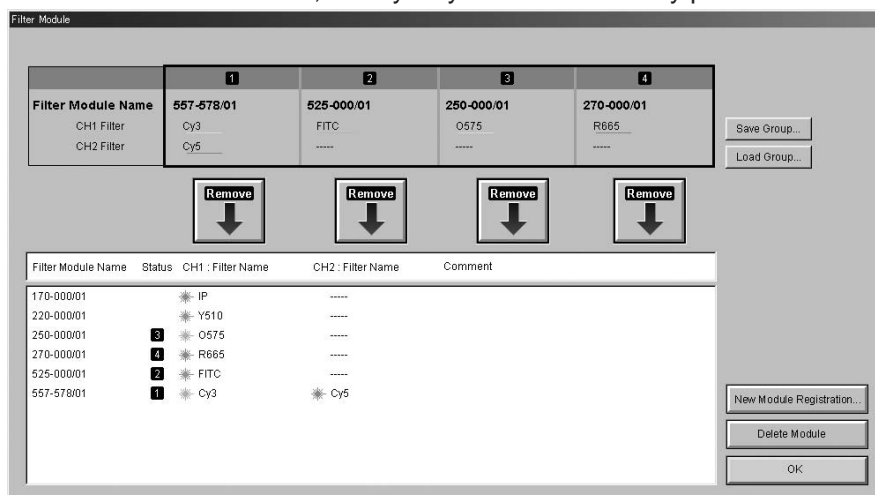 Filter Module
1 2 3 4
Filter Module Name 557-578/01 525-000/01 250-000/01 270-000/01
CH1 Filter Cy3 FITC O575 R665
CH2 Filter Cy5 ----- ----- -----
Save Group...
Load Group...
Remove Remove Remove Remove
Filter Module Name Status CH1 : Filter Name CH2 : Filter Name Comment
170-000/01 IP -----
220-000/01 Y510 -----
250-000/01 3 O575 -----
270-000/01 4 R665 -----
525-000/01 2 FITC -----
557-578/01 1 Cy3 Cy5
New Module Registration...
Delete Module
OK